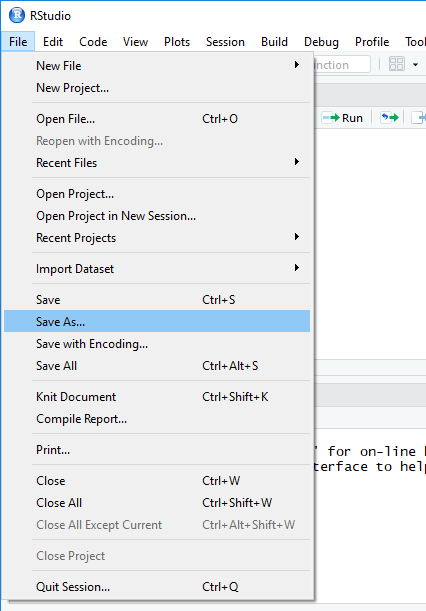 RStudio
File Edit Code View Plots Session Build Debug Profile
New File
New Project...
Open File... Ctrl+O
Run
Reopen with Encoding...
Recent Files
Open Project...
Open Project in New Session...
Recent Projects
Import Dataset
Save Ctrl+S
Save As...
Save with Encoding...
Save All Ctrl+Alt+S
Knit Document Ctrl+Shift+K
Compile Report...
Print...
' for on-line
Close Ctrl+W
terface to help
Close All Ctrl+Shift+W
Close All Except Current Ctrl+Alt+Shift+W
Close Project
Quit Session... Ctrl+Q